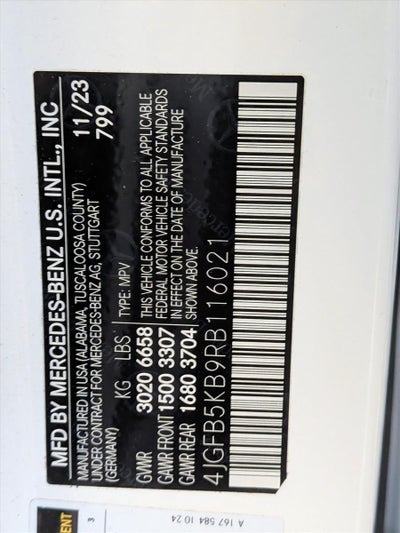 MFD BY MERCEDES-BENZ U.S. INTL., INC
MANUFACTURED IN USA (ALABAMA, TUSCALOOSA COUNTY)
UNDER CONTRACT FOR MERCEDES-BENZ AG, STUTTGART
(GERMANY)
11/23
799
KG LBS TYPE: MPV
GVWR 3020 6658
GAWR FRONT 1500 3307
GAWR REAR 1680 3704
THIS VEHICLE CONFORMS TO ALL APPLICABLE
FEDERAL MOTOR VEHICLE SAFETY STANDARDS
IN EFFECT ON THE DATE OF MANUFACTURE
SHOWN ABOVE.
4JGFB5KB9RB116021
3
A 167 584 10 24